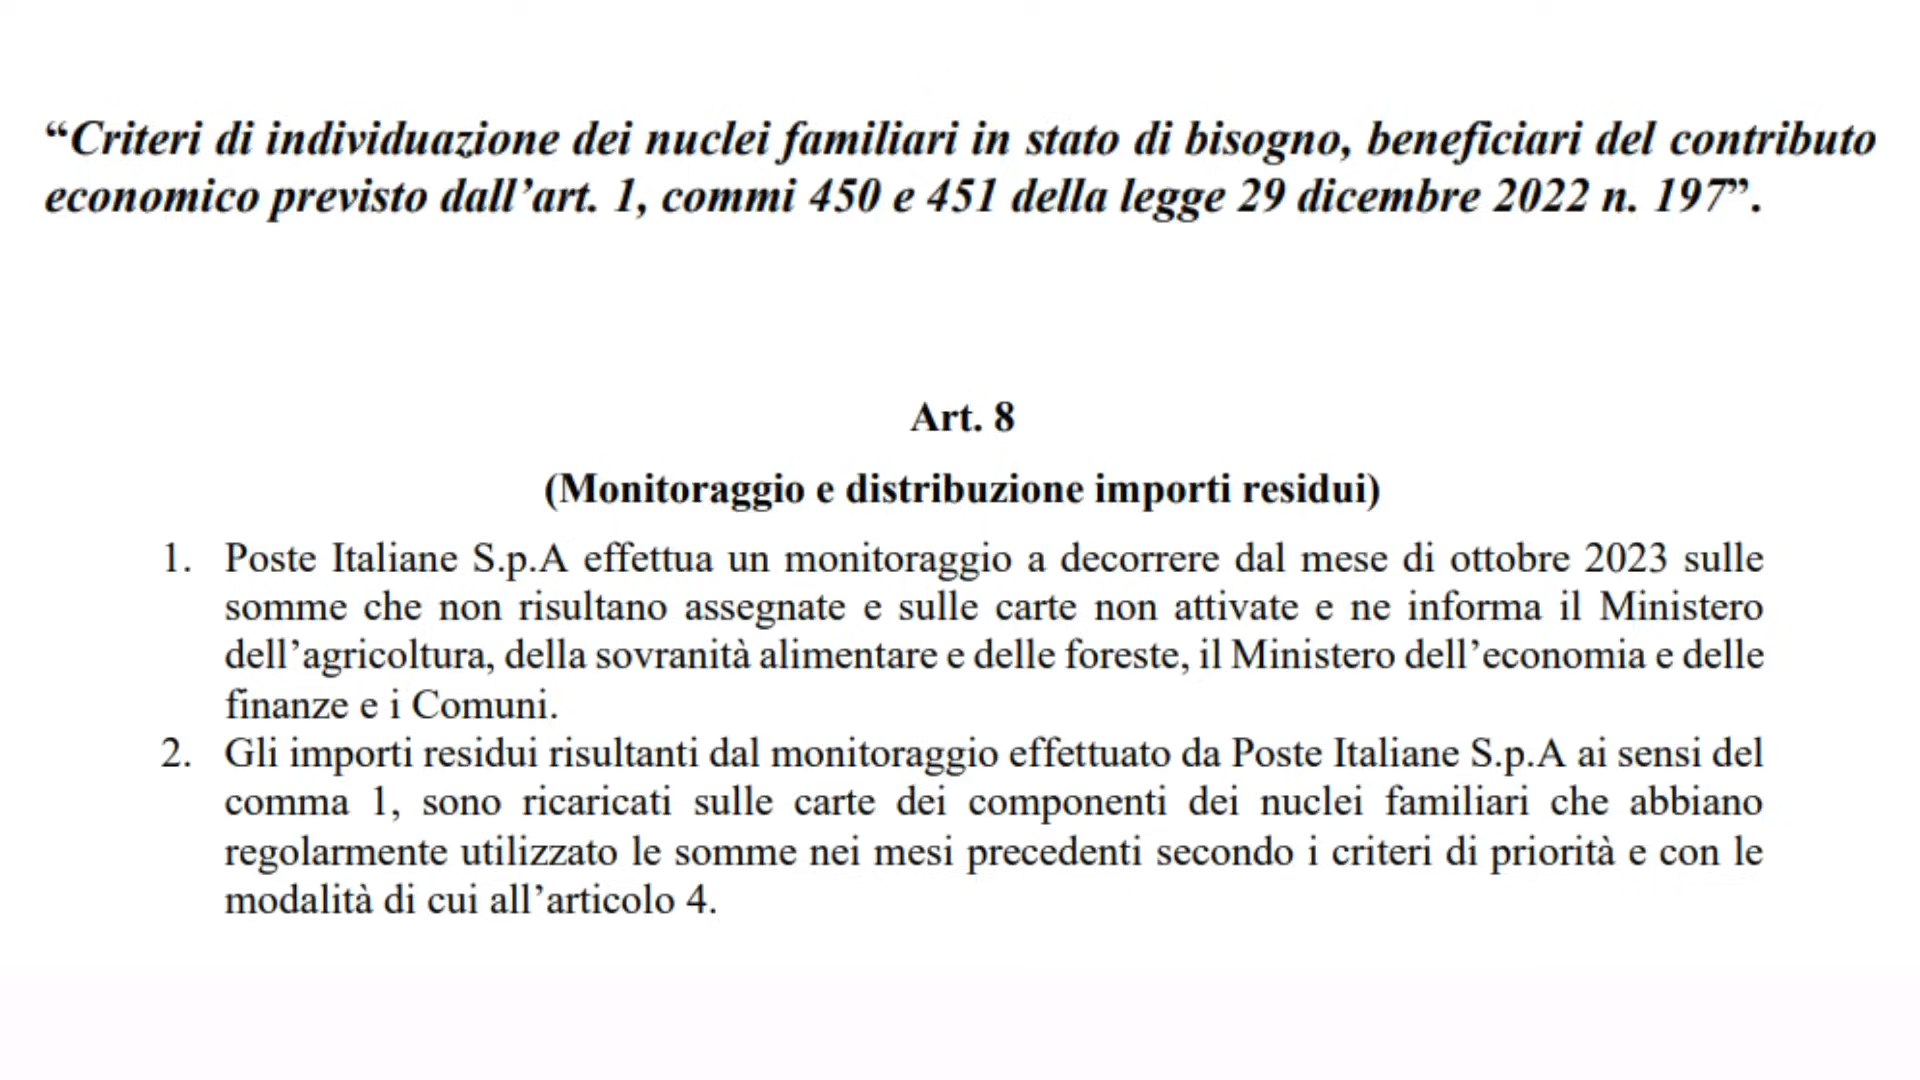 “Criteri di individuazione dei nuclei familiari in stato di bisogno, beneficiari del contributo
economico previsto dall’art. 1, commi 450 e 451 della legge 29 dicembre 2022 n. 197”.
Art. 8
(Monitoraggio e distribuzione importi residui)
1. Poste Italiane S.p.A effettua un monitoraggio a decorrere dal mese di ottobre 2023 sulle
somme che non risultano assegnate e sulle carte non attivate e ne informa il Ministero
dell’agricoltura, della sovranità alimentare e delle foreste, il Ministero dell’economia e delle
finanze e i Comuni.
2. Gli importi residui risultanti dal monitoraggio effettuato da Poste Italiane S.p.A ai sensi del
comma 1, sono ricaricati sulle carte dei componenti dei nuclei familiari che abbiano
regolarmente utilizzato le somme nei mesi precedenti secondo i criteri di priorità e con le
modalità di cui all’articolo 4.